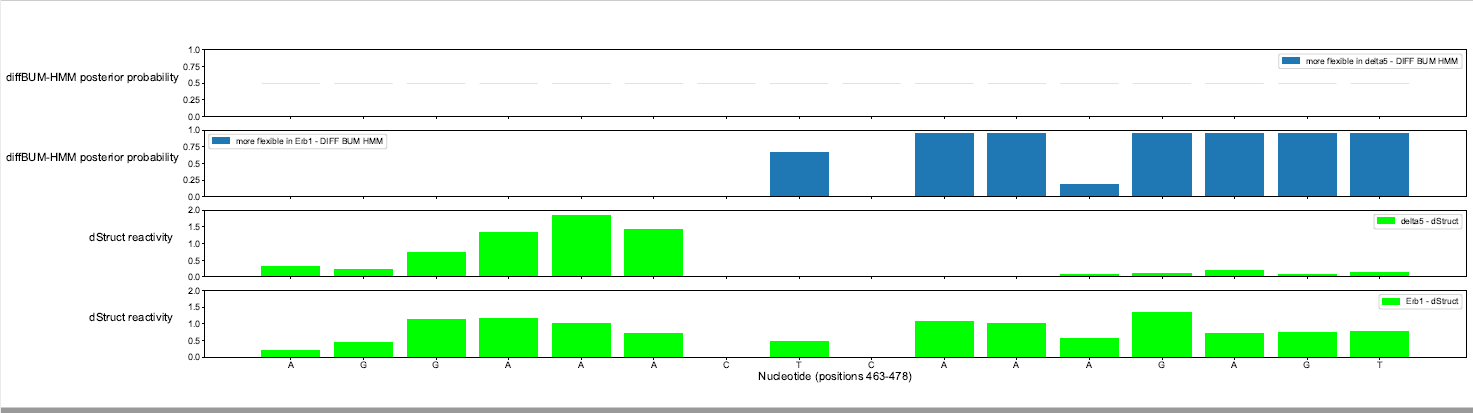 1.0
0.75
diffBUM-HMM posterior probability
0.5
0.25
0.0
more flexible in delta5 - DIFF BUM HMM
1.0
0.75
diffBUM-HMM posterior probability
0.5
0.25
0.0
more flexible in Erb1 - DIFF BUM HMM
2.0
1.5
dStruct reactivity
1.0
0.5
0.0
delta5 - dStruct
2.0
1.5
dStruct reactivity
1.0
0.5
0.0
Erb1 - dStruct
A G G A A A C T C A A A G A G T
Nucleotide (positions 463-478)